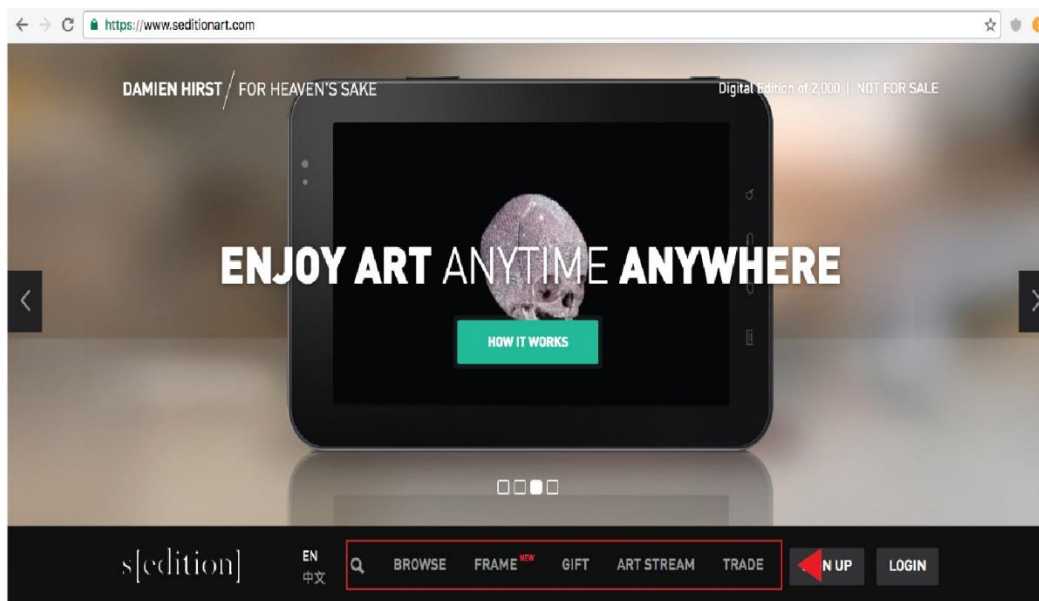 https://www.seditionart.com
DAMIEN HIRST / FOR HEAVEN'S SAKE
Digital Edition of 2,000 | NOT FOR SALE
ENJOY ART ANYTIME ANYWHERE
HOW IT WORKS
s[edition]
EN
中文
BROWSE FRAME NEW GIFT ART STREAM TRADE
N UP LOGIN